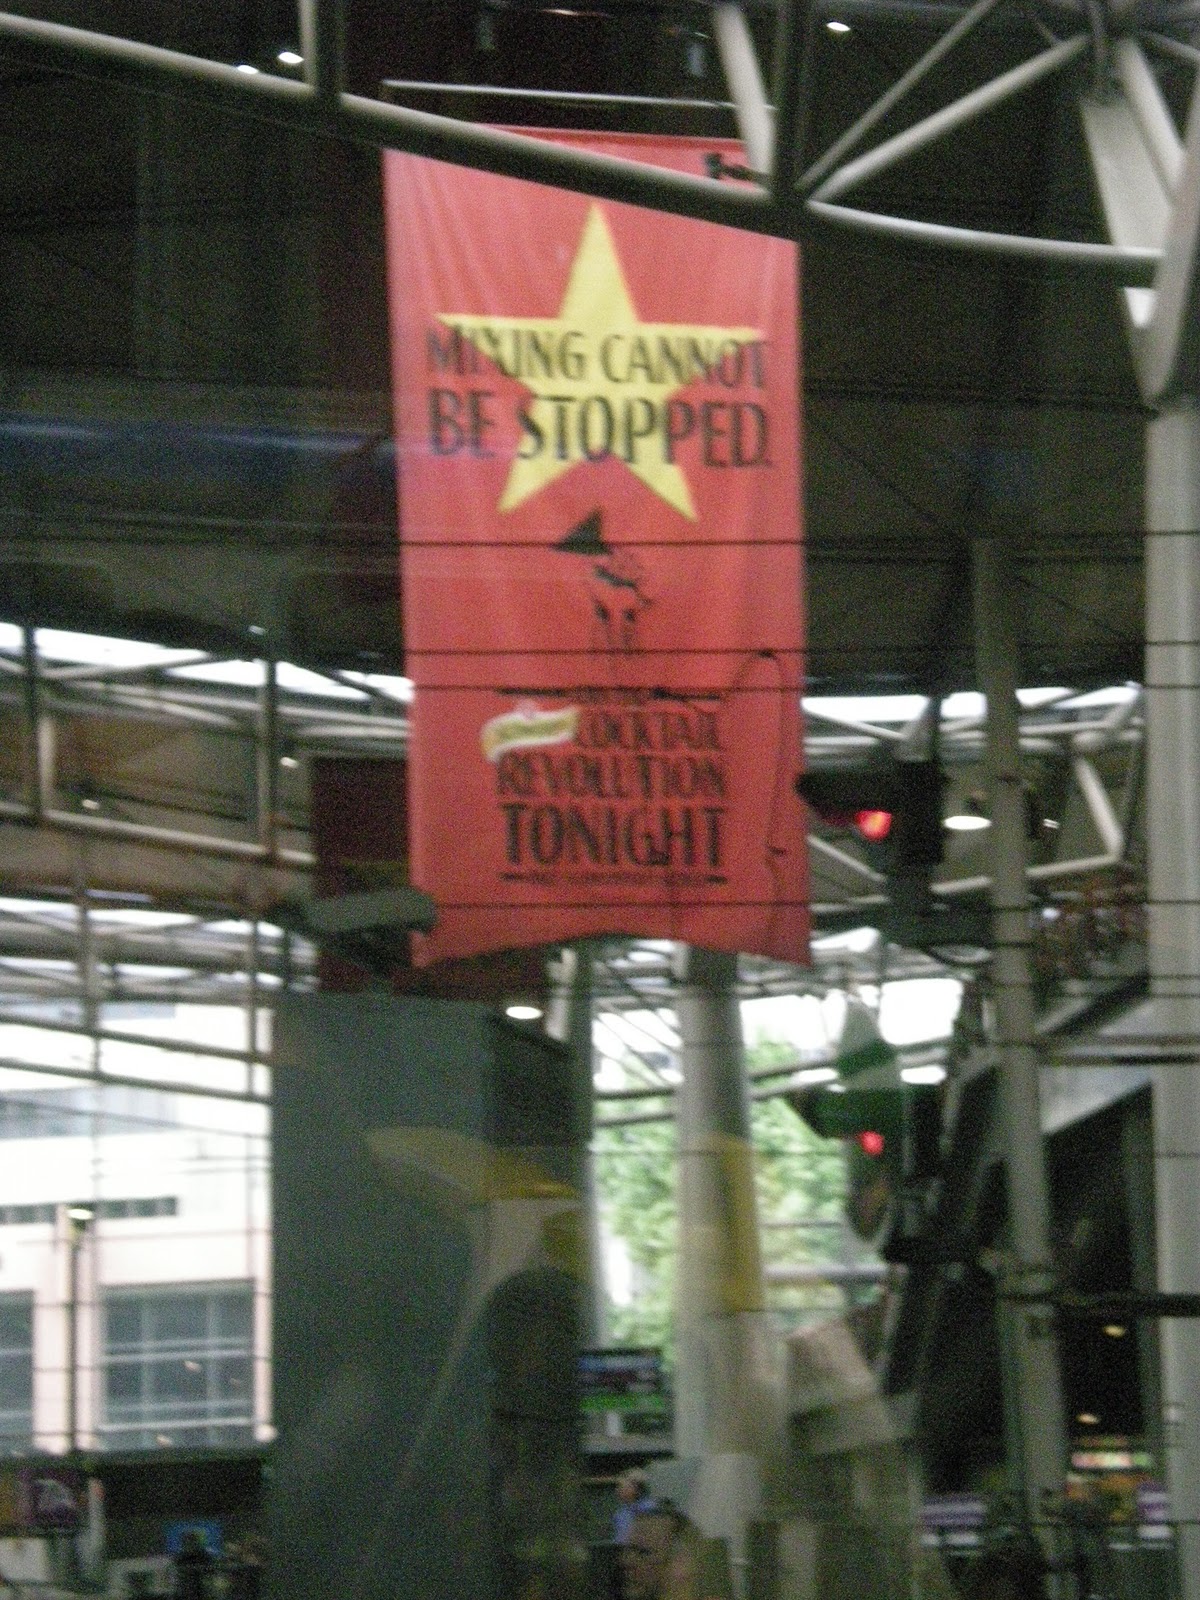 MIXING CANNOT
BE STOPPED.
COCKTAIL
REVOLUTION
TONIGHT